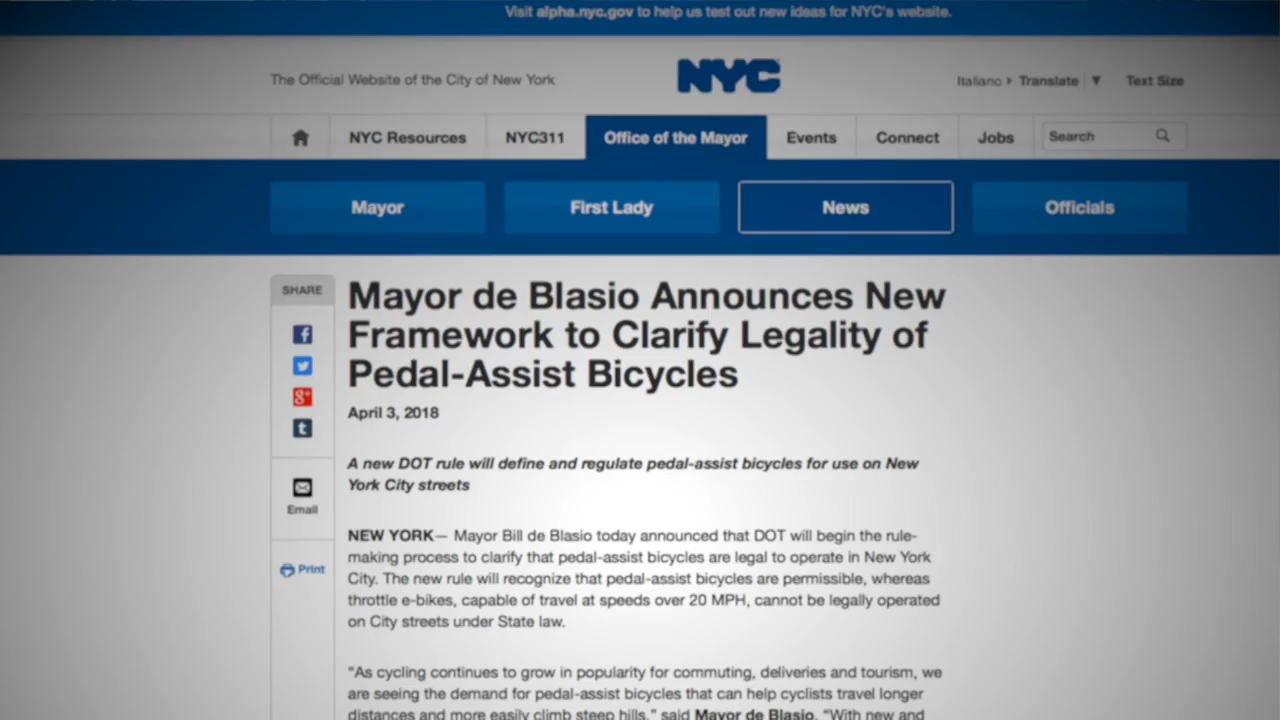 Visit alpha.nyc.gov to help us test out new ideas for NYC's website.
The Official Website of the City of New York
NYC
Italiano ▸ Translate ▼ Text Size
NYC Resources NYC311 Office of the Mayor Events Connect Jobs Search
Mayor First Lady News Officials
SHARE
Mayor de Blasio Announces New
Framework to Clarify Legality of
Pedal-Assist Bicycles
April 3, 2018
A new DOT rule will define and regulate pedal-assist bicycles for use on New
York City streets
Email
NEW YORK— Mayor Bill de Blasio today announced that DOT will begin the rule-
making process to clarify that pedal-assist bicycles are legal to operate in New York
City. The new rule will recognize that pedal-assist bicycles are permissible, whereas
throttle e-bikes, capable of travel at speeds over 20 MPH, cannot be legally operated
on City streets under State law.
Print
"As cycling continues to grow in popularity for commuting, deliveries and tourism, we
are seeing the demand for pedal-assist bicycles that can help cyclists travel longer
distances and more easily climb steep hills," said Mayor de Blasio. "With new and